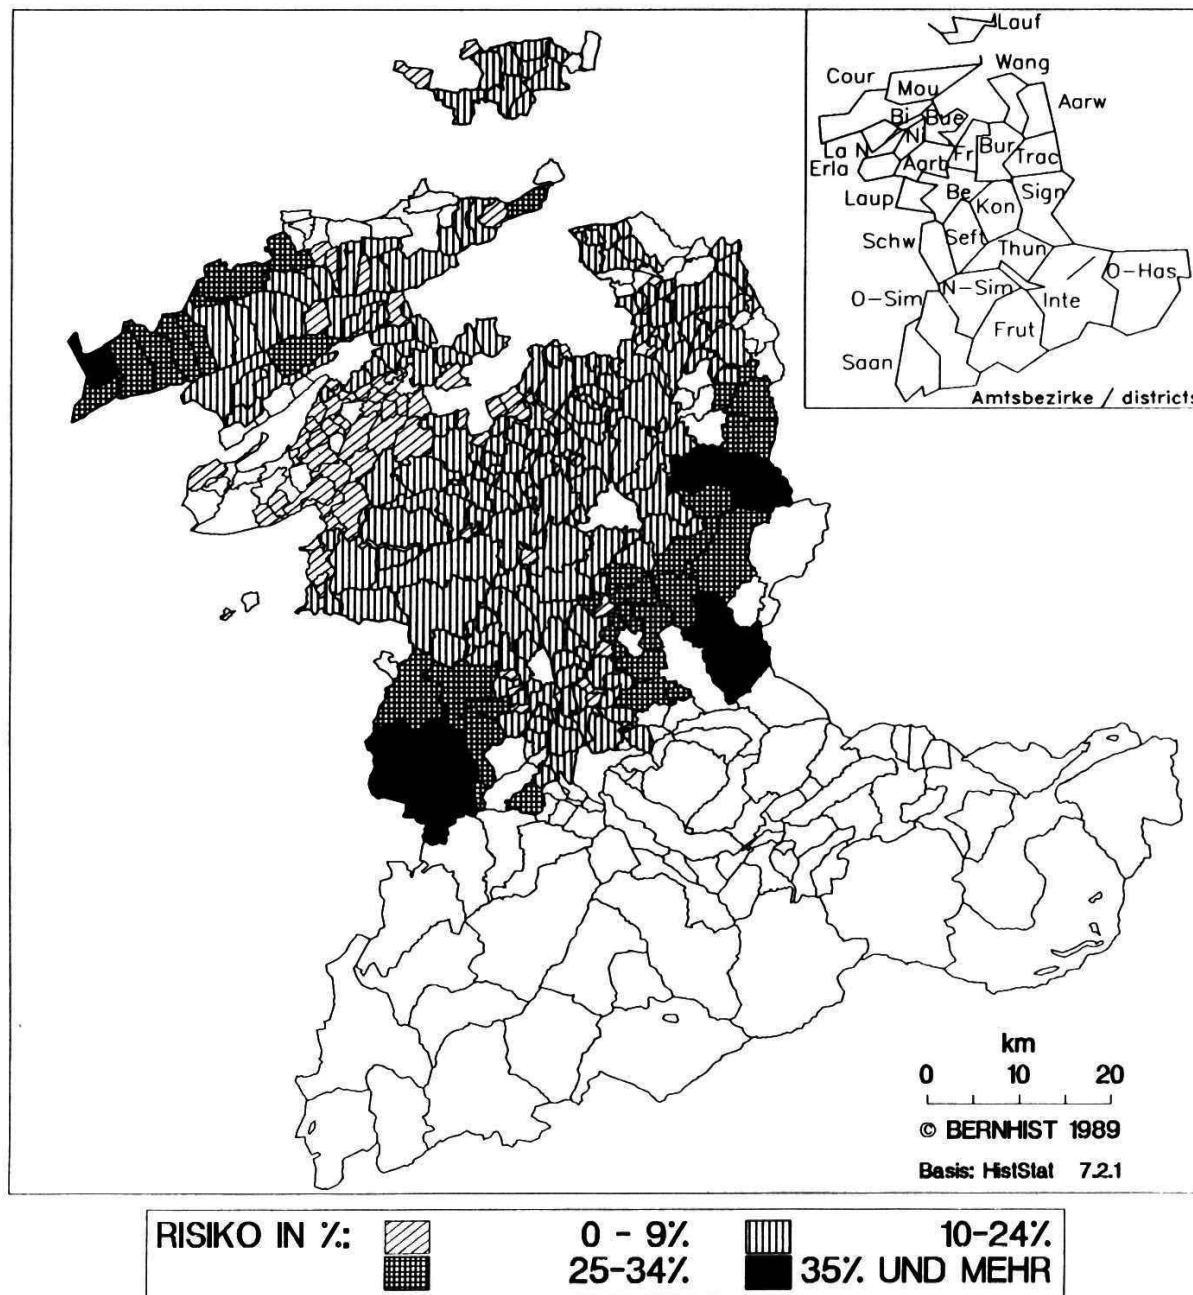 Lauf
Wang
Cour
Mou
Aarw
Bi
Bue
Ni
La N
Fr
Bur
Trac
Erla
Aarb
Be
Sign
Laup
Kon
Schw
Seft
Thun
O-Has
N-Sim
O-Sim
Inte
Frut
Saan
Amtsbezirke / districts
km
0 10 20
© BERNHIST 1989
Basis: HistStat 7.2.1
RISIKO IN %: 0 - 9% 10-24%
25-34% 35% UND MEHR